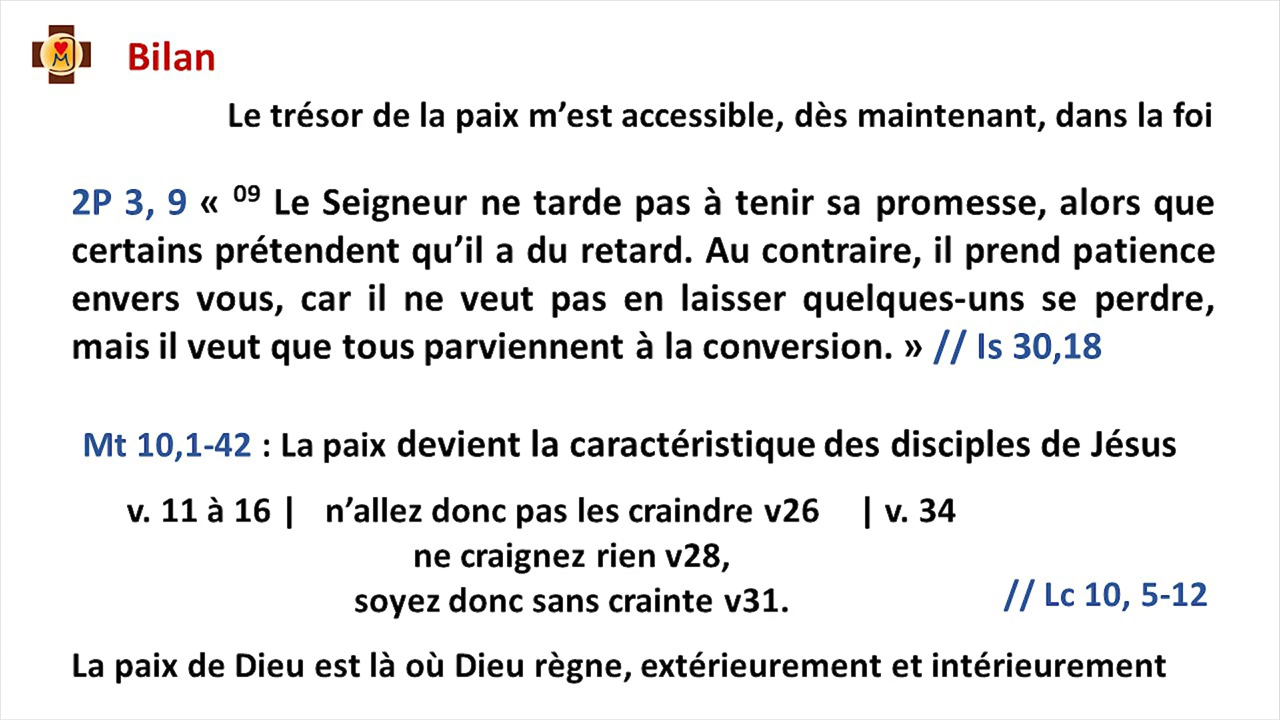 Bilan
Le trésor de la paix m’est accessible, dès maintenant, dans la foi
2P 3, 9 « 09 Le Seigneur ne tarde pas à tenir sa promesse, alors que
certains prétendent qu’il a du retard. Au contraire, il prend patience
envers vous, car il ne veut pas en laisser quelques-uns se perdre,
mais il veut que tous parviennent à la conversion. » // Is 30,18
Mt 10,1-42 : La paix devient la caractéristique des disciples de Jésus
v. 11 à 16 | n’allez donc pas les craindre v26 | v. 34
ne craignez rien v28,
soyez donc sans crainte v31.
// Lc 10, 5-12
La paix de Dieu est là où Dieu règne, extérieurement et intérieurement